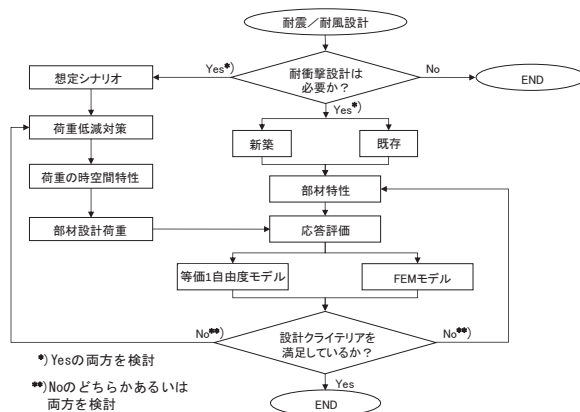 耐震／耐風設計
耐衝撃設計は
必要か？
Yes*)
No
END
想定シナリオ
Yes*)
荷重低減対策
新築
既存
荷重の時空間特性
部材特性
部材設計荷重
応答評価
等価1自由度モデル
FEMモデル
No**)
設計クライテリアを
満足しているか？
No**)
*) Yesの両方を検討
**)Noのどちらかあるいは
両方を検討
Yes
END